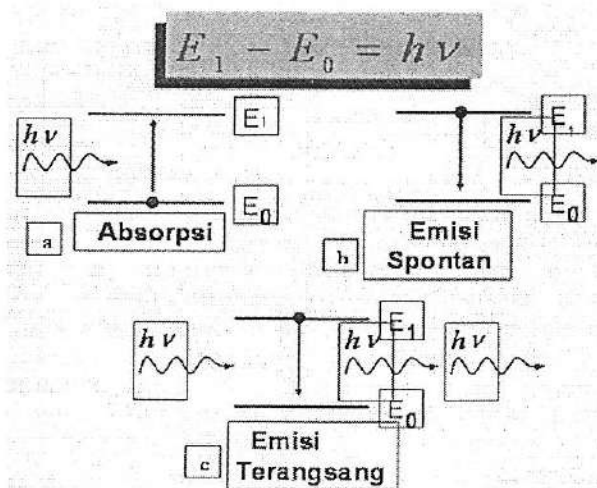 E₁ − E₀ = hν
hν
E₁
E₀
a
Absorpsi
E₁
hν
E₀
b
Emisi
Spontan
hν
E₁
hν
hν
E₀
c
Emisi
Terangsang